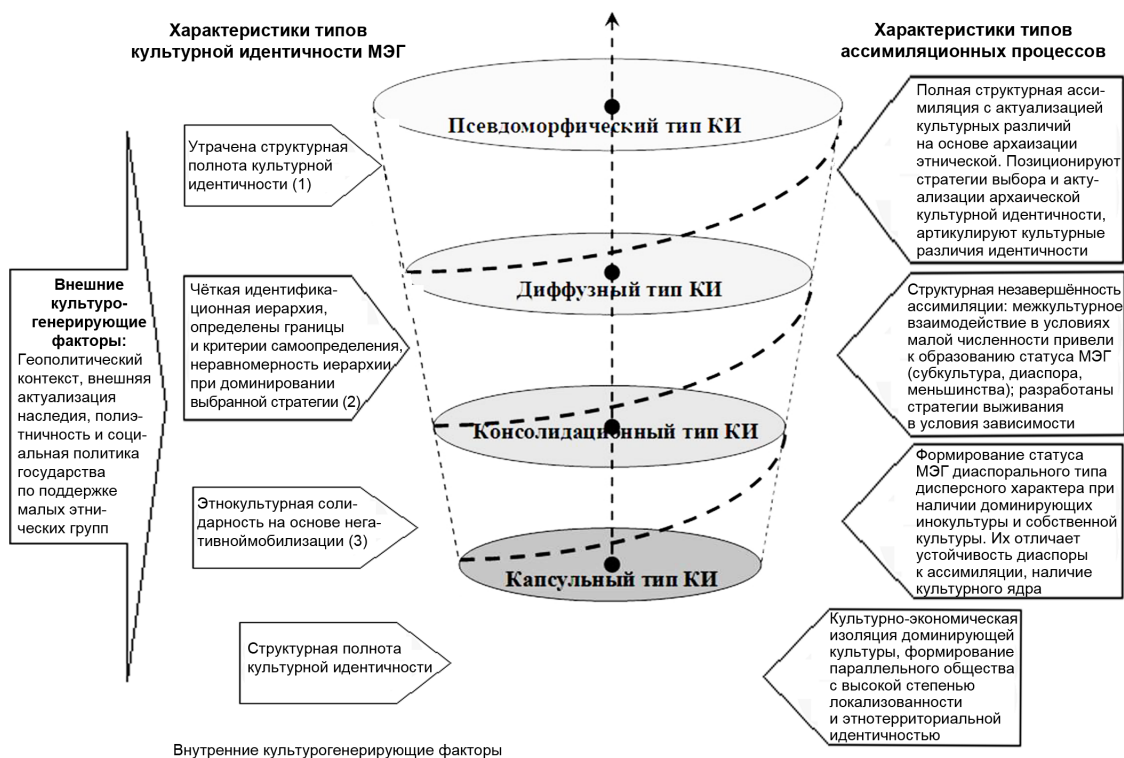 Характеристики типов
культурной идентичности МЭГ
Характеристики типов
ассимиляционных процессов
Внешние
культуро-
генерирующие
факторы:
Геополитический
контекст, внешняя
актуализация
наследия, полиэ-
тничность и соци-
альная политика
государства
по поддержке
малых этни-
ческих групп
Утрачена структурная
полнота культурной
идентичности (1)
Чёткая идентифика-
ционная иерархия,
определены границы
и критерии самоопределения,
неравномерность иерархии
при доминировании
выбранной стратегии (2)
Этнокультурная соли-
дарность на основе нега-
тивноймобилизации (3)
Структурная полнота
культурной идентичности
Псевдоморфический тип КИ
Диффузный тип КИ
Консолидационный тип КИ
Капсульный тип КИ
Полная структурная асси-
миляция с актуализацией
культурных различий
на основе архаизации
этнической. Позиционируют
стратегии выбора и акту-
ализации архаической
культурной идентичности,
артикулируют культурные
различия идентичности
Структурная незавершённость
ассимиляции: межкультурное
взаимодействие в условиях
малой численности привели
к образованию статуса МЭГ
(субкультура, диаспора,
меньшинства); разработаны
стратегии выживания
в условия зависимости
Формирование статуса
МЭГ диаспорального типа
дисперсного характера при
наличии доминирующих
инокультуры и собственной
культуры. Их отличает
устойчивость диаспоры
к ассимиляции, наличие
культурного ядра
Культурно-экономическая
изоляция доминирующей
культуры, формирование
параллельного общества
с высокой степенью
локализованности
и этнотерриториальной
идентичностью
Внутренние культурогенерирующие факторы